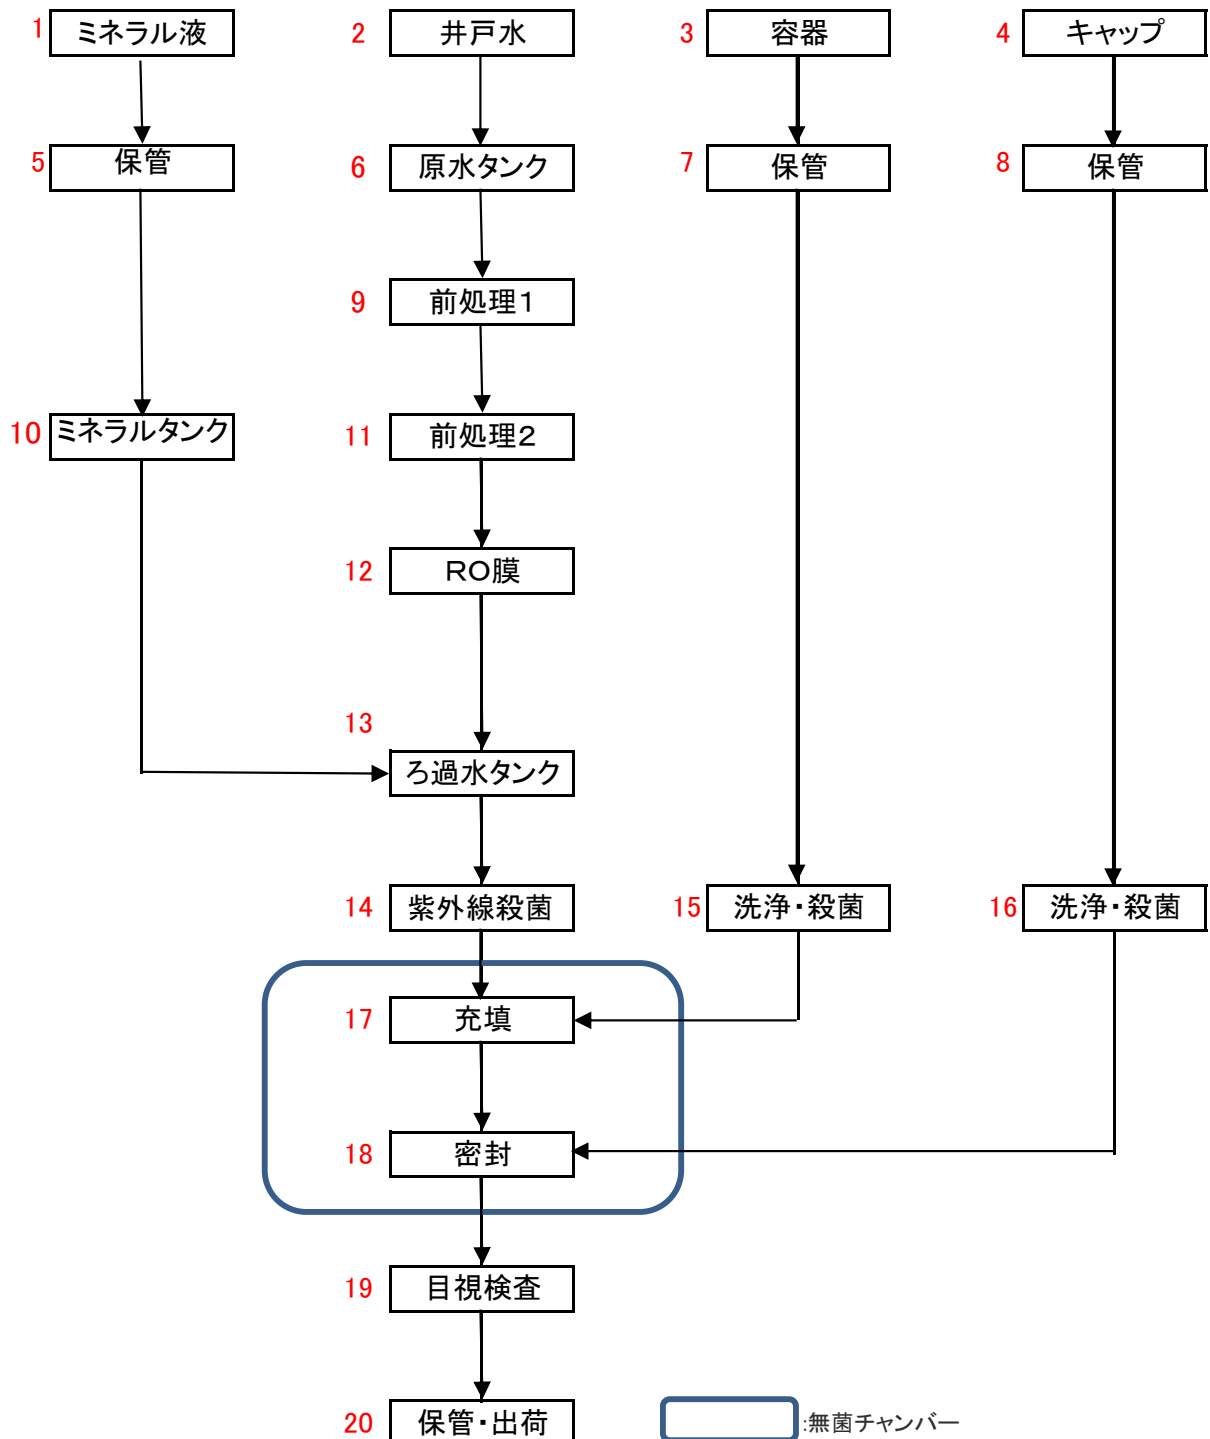 1 ミネラル液 2 井戸水 3 容器 4 キャップ
5 保管 6 原水タンク 7 保管 8 保管
9 前処理1
10 ミネラルタンク 11 前処理2
12 RO膜
13
ろ過水タンク
14 紫外線殺菌 15 洗浄・殺菌 16 洗浄・殺菌
17 充填
18 密封
19 目視検査
20 保管・出荷 :無菌チャンバー